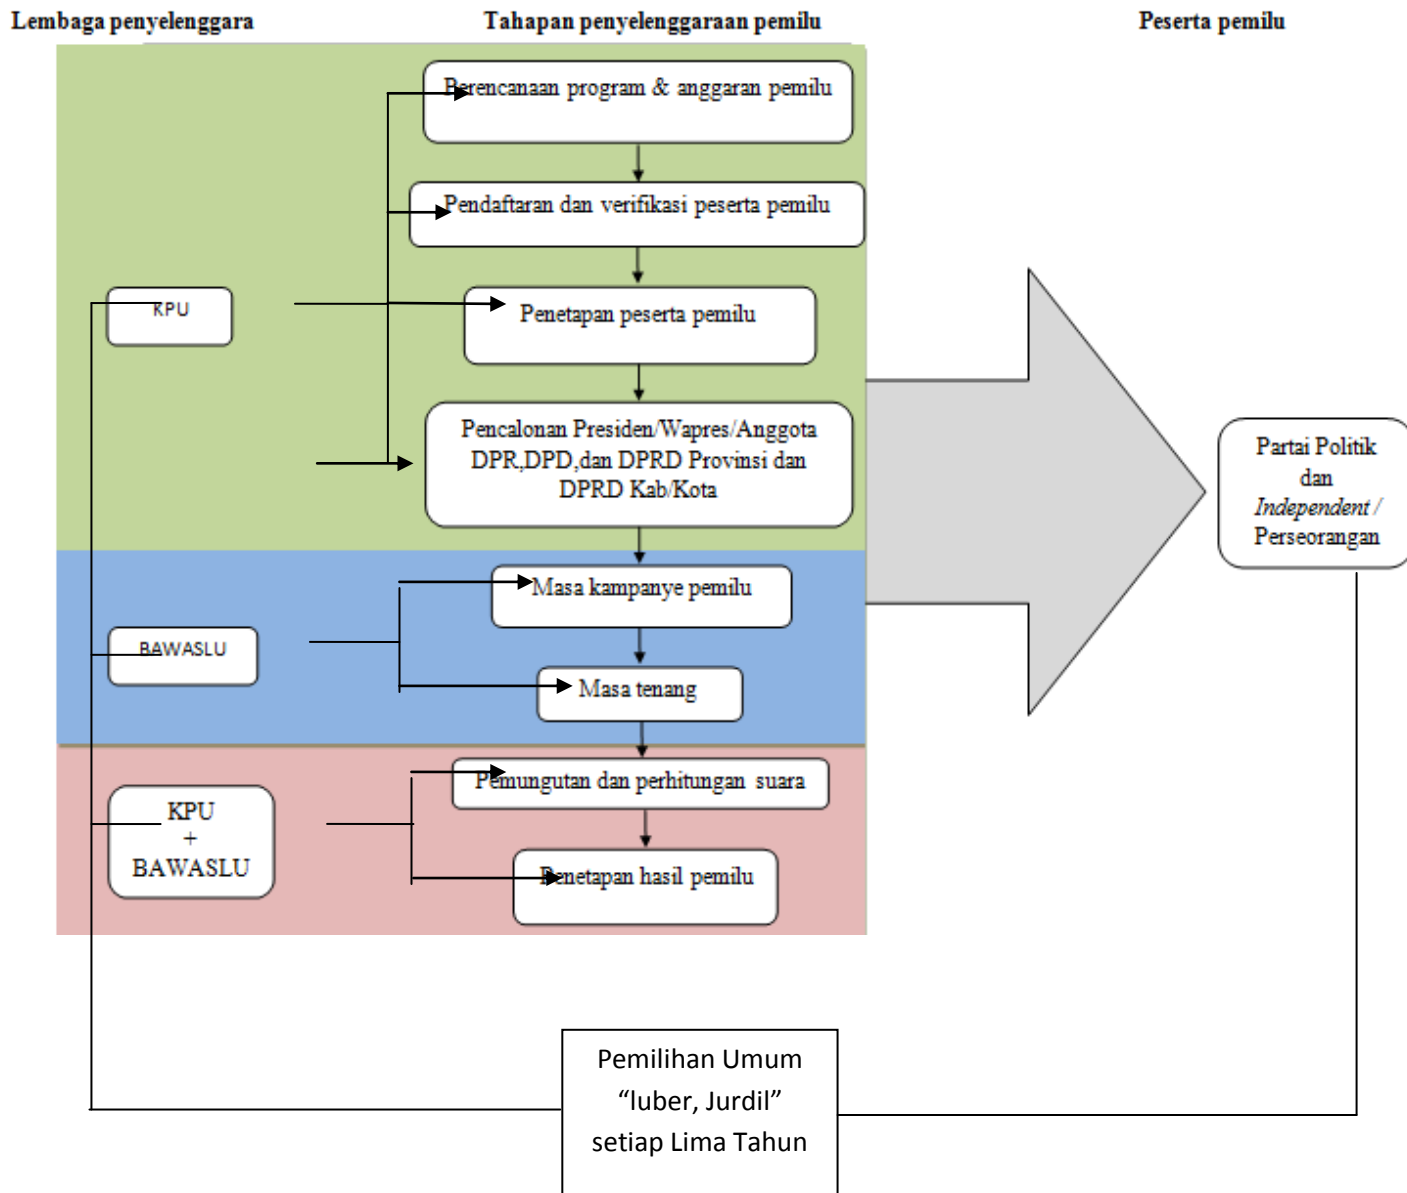 Lembaga penyelenggara
Tahapan penyelenggaraan pemilu
Peserta pemilu
Perencanaan program & anggaran pemilu
Pendaftaran dan verifikasi peserta pemilu
KPU
Penetapan peserta pemilu
Pencalonan Presiden/Wapres/Anggota
DPR,DPD,dan DPRD Provinsi dan
DPRD Kab/Kota
Partai Politik
dan
Independent /
Perseorangan
Masa kampanye pemilu
BAWASLU
Masa tenang
Pemungutan dan perhitungan suara
KPU
+
BAWASLU
Penetapan hasil pemilu
Pemilihan Umum
“luber, Jurdil”
setiap Lima Tahun